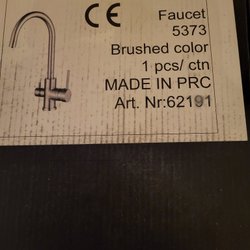 CE
Faucet
5373
Brushed color
1 pcs/ ctn
MADE IN PRC
Art. Nr:62191